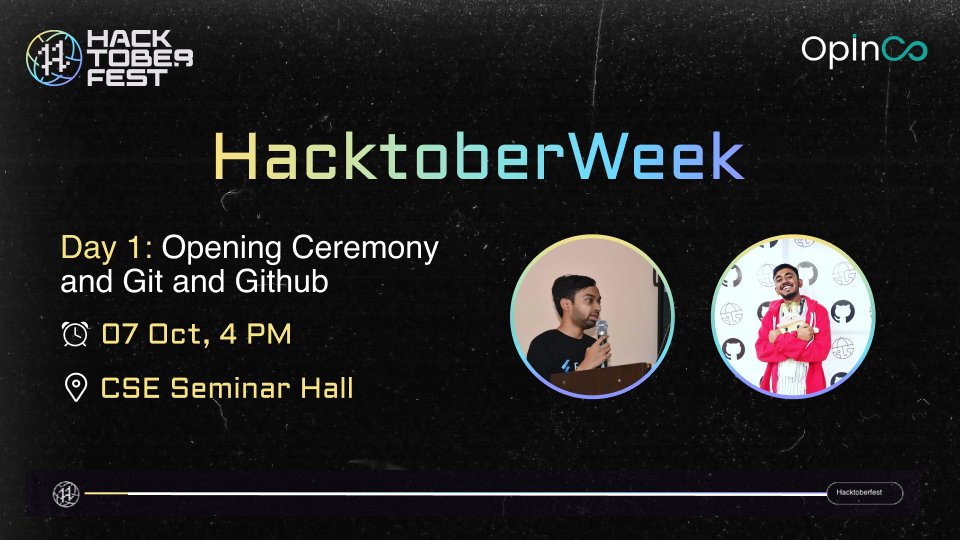 HACK
TOBER
FEST
OpinCo
HacktoberWeek
Day 1: Opening Ceremony
and Git and Github
07 Oct, 4 PM
CSE Seminar Hall
Hacktoberfest